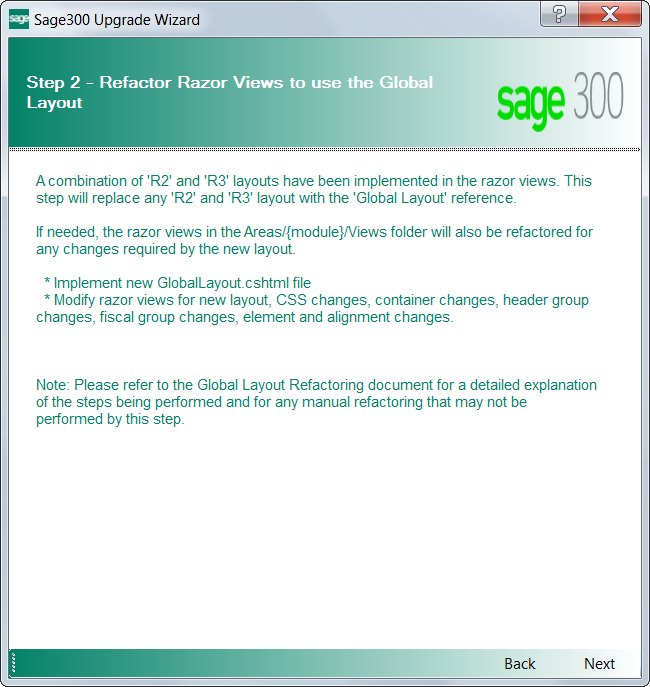 sage Sage300 Upgrade Wizard
?
Step 2 - Refactor Razor Views to use the Global
Layout
sage 300
A combination of 'R2' and 'R3' layouts have been implemented in the razor views. This
step will replace any 'R2' and 'R3' layout with the 'Global Layout' reference.
If needed, the razor views in the Areas/{module}/Views folder will also be refactored for
any changes required by the new layout.
* Implement new GlobalLayout.cshtml file
* Modify razor views for new layout, CSS changes, container changes, header group
changes, fiscal group changes, element and alignment changes.
Note: Please refer to the Global Layout Refactoring document for a detailed explanation
of the steps being performed and for any manual refactoring that may not be
performed by this step.
Back Next